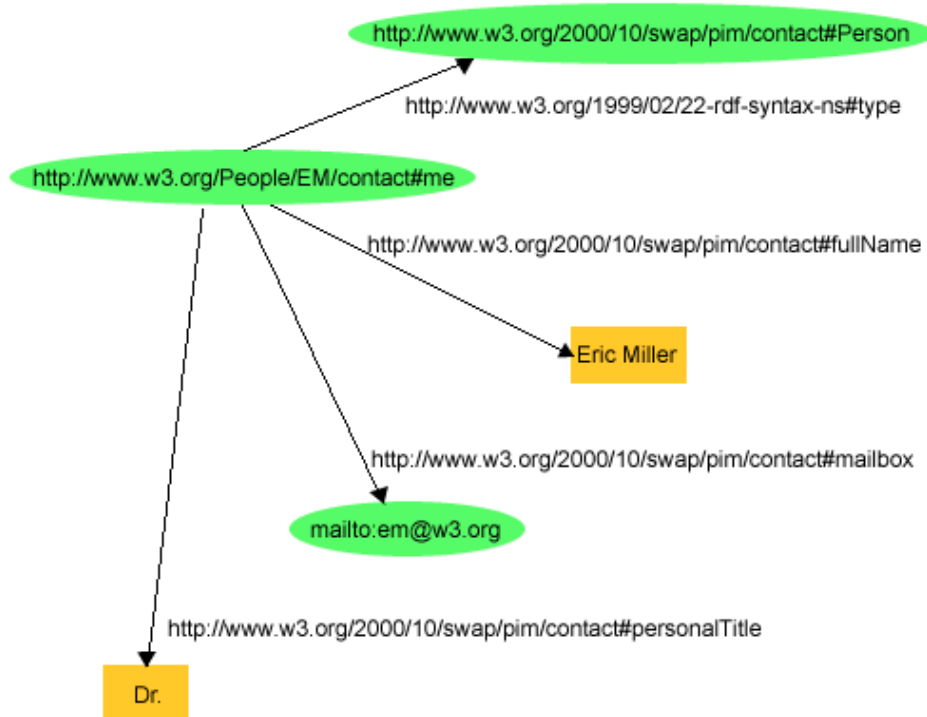 http://www.w3.org/2000/10/swap/pim/contact#Person
http://www.w3.org/1999/02/22-rdf-syntax-ns#type
http://www.w3.org/People/EM/contact#me
http://www.w3.org/2000/10/swap/pim/contact#fullName
Eric Miller
http://www.w3.org/2000/10/swap/pim/contact#mailbox
mailto:em@w3.org
http://www.w3.org/2000/10/swap/pim/contact#personalTitle
Dr.